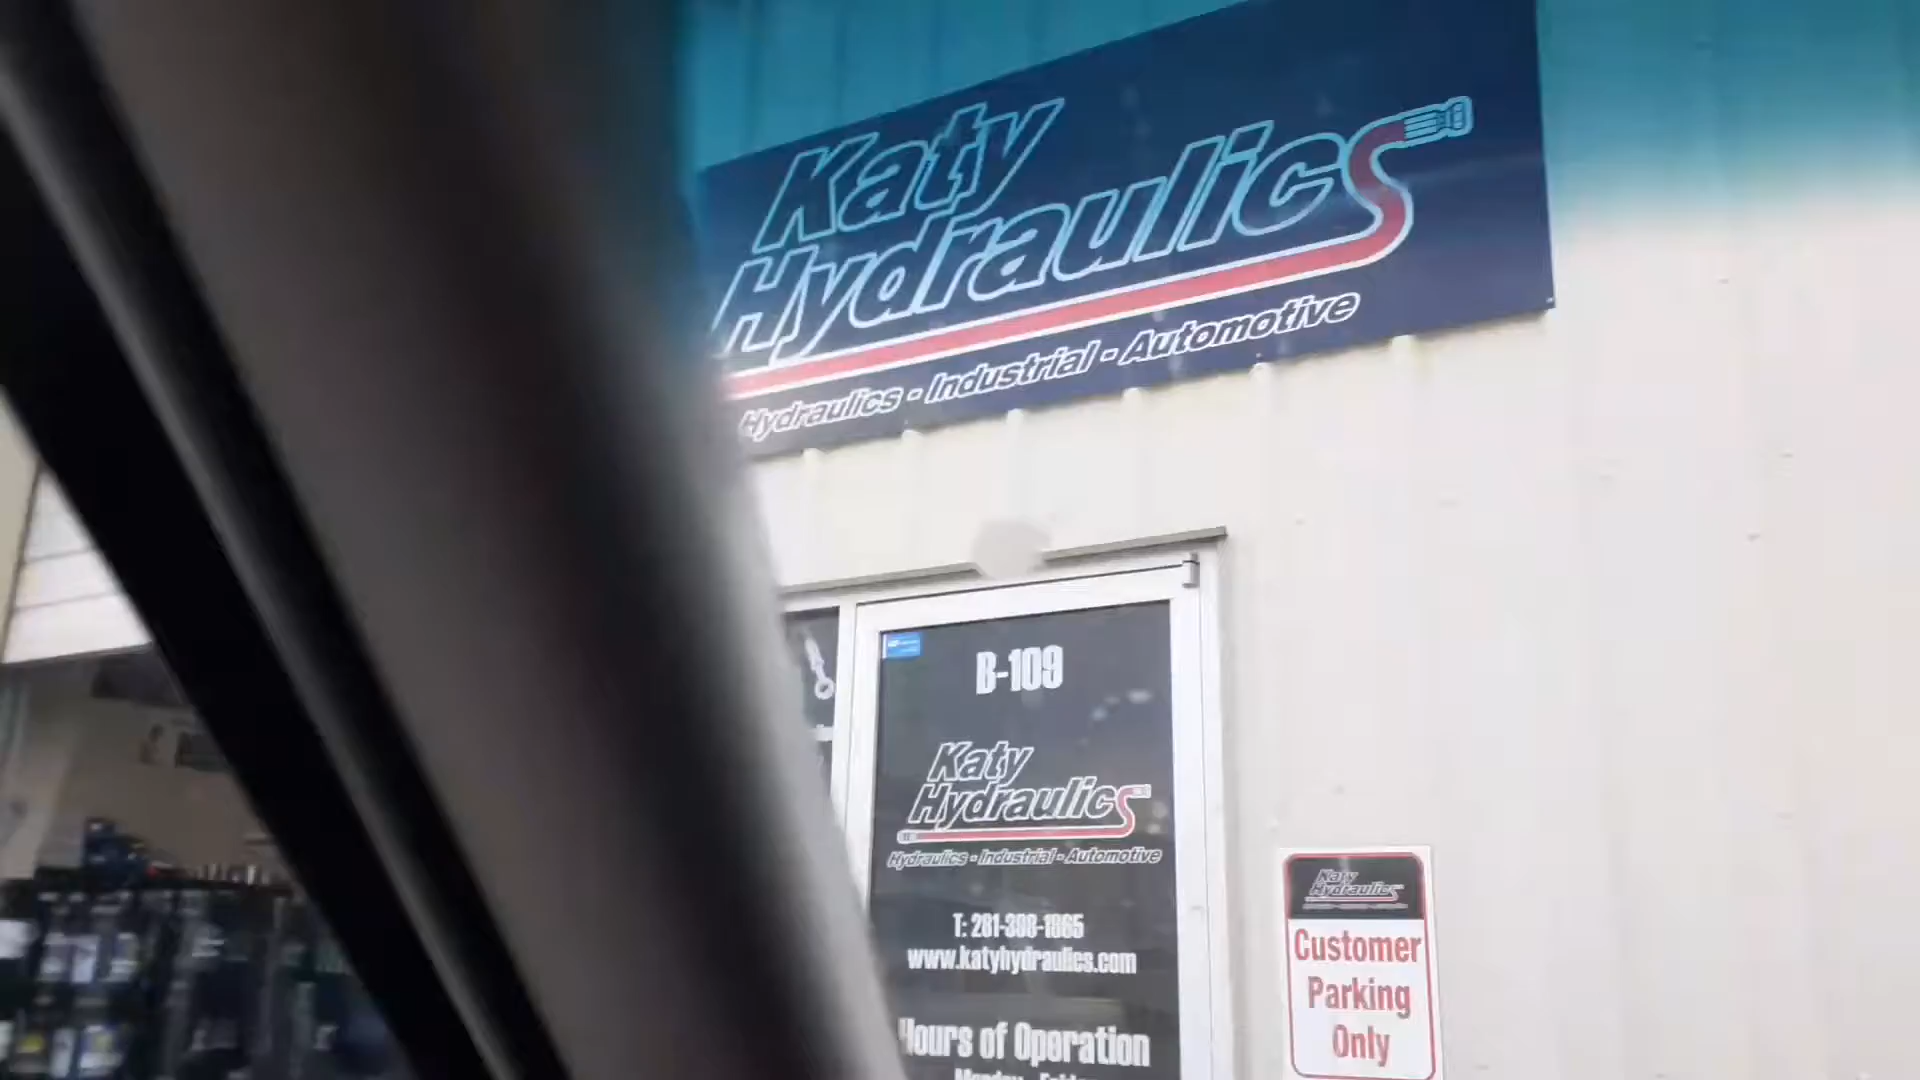 Katy
Hydraulics
Hydraulics - Industrial - Automotive
B-109
Katy
Hydraulics
Hydraulics - Industrial - Automotive
T: 281-398-1865
www.katyhydraulics.com
Hours of Operation
Katy
Hydraulics
Customer
Parking
Only